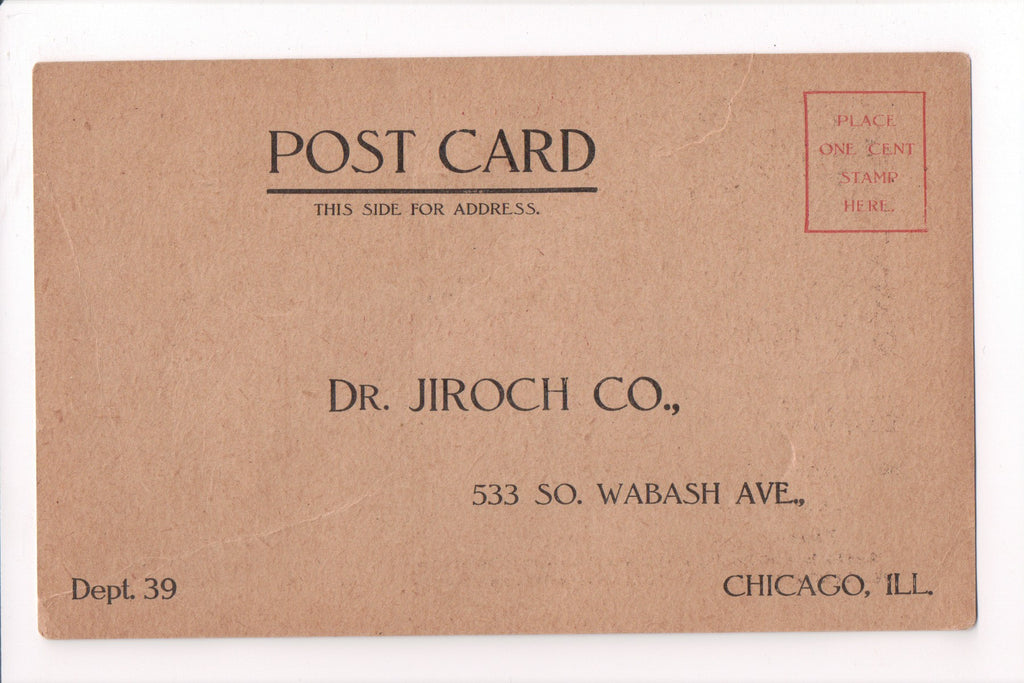 POST CARD
THIS SIDE FOR ADDRESS.
PLACE
ONE CENT
STAMP
HERE.
DR. JIROCH CO.,
533 SO. WABASH AVE.,
Dept. 39
CHICAGO, ILL.